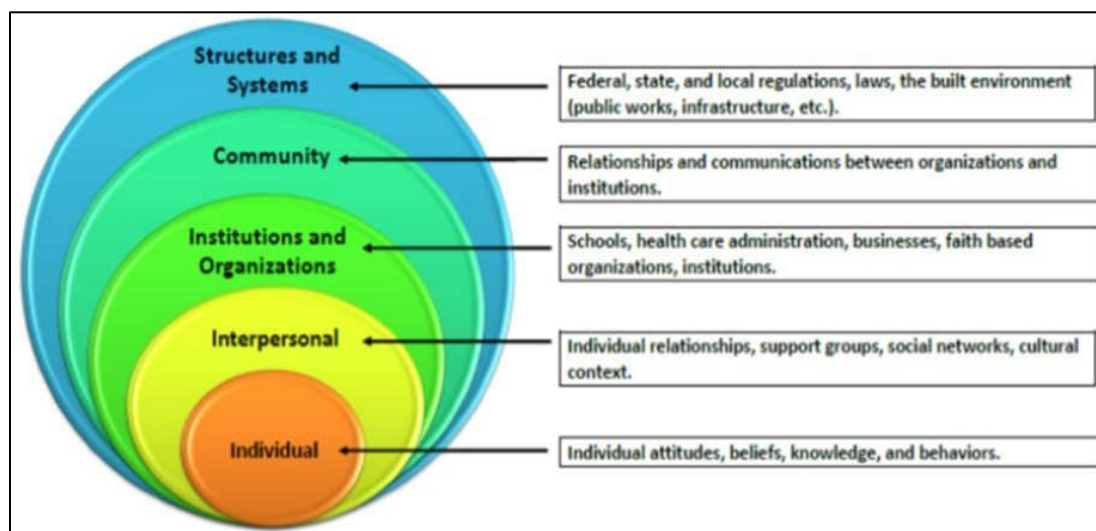 Structures and
Systems
Federal, state, and local regulations, laws, the built environment
(public works, infrastructure, etc.).
Community
Relationships and communications between organizations and
institutions.
Institutions and
Organizations
Schools, health care administration, businesses, faith based
organizations, institutions.
Interpersonal
Individual relationships, support groups, social networks, cultural
context.
Individual
Individual attitudes, beliefs, knowledge, and behaviors.